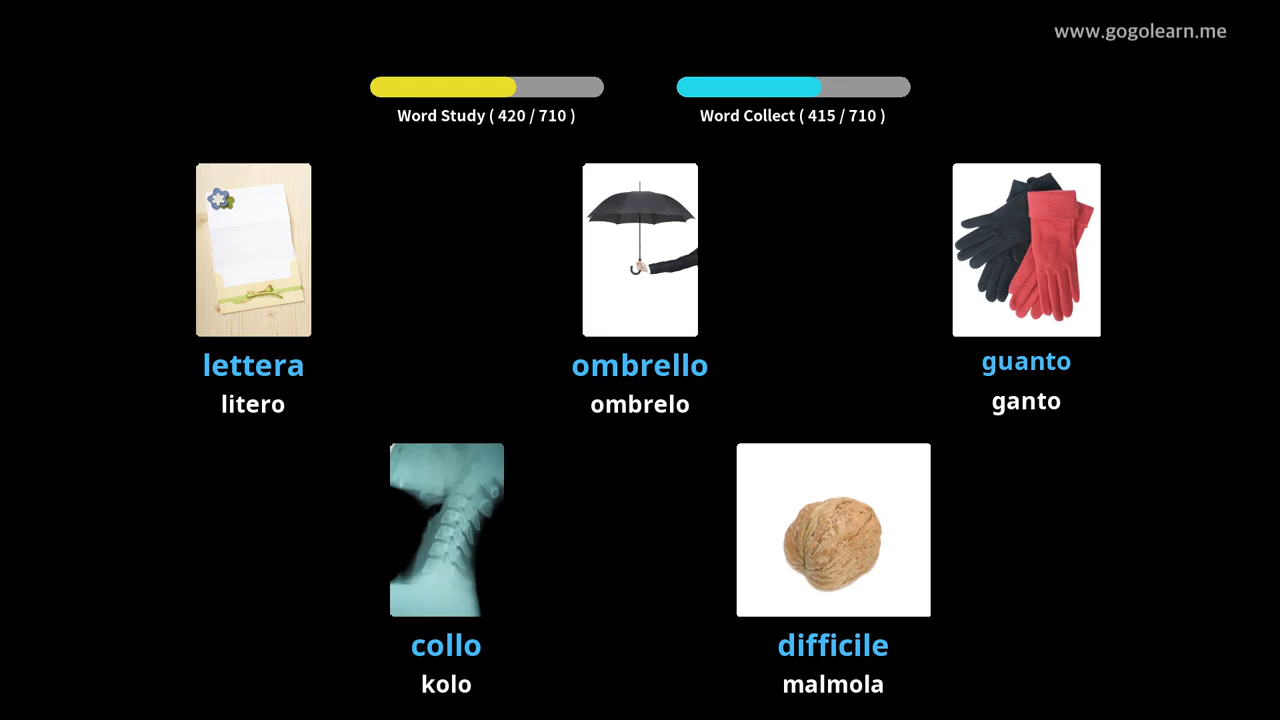 www.gogolearn.me
Word Study ( 420 / 710 )
Word Collect ( 415 / 710 )
lettera
litero
ombrello
ombrelo
guanto
ganto
collo
kolo
difficile
malmola